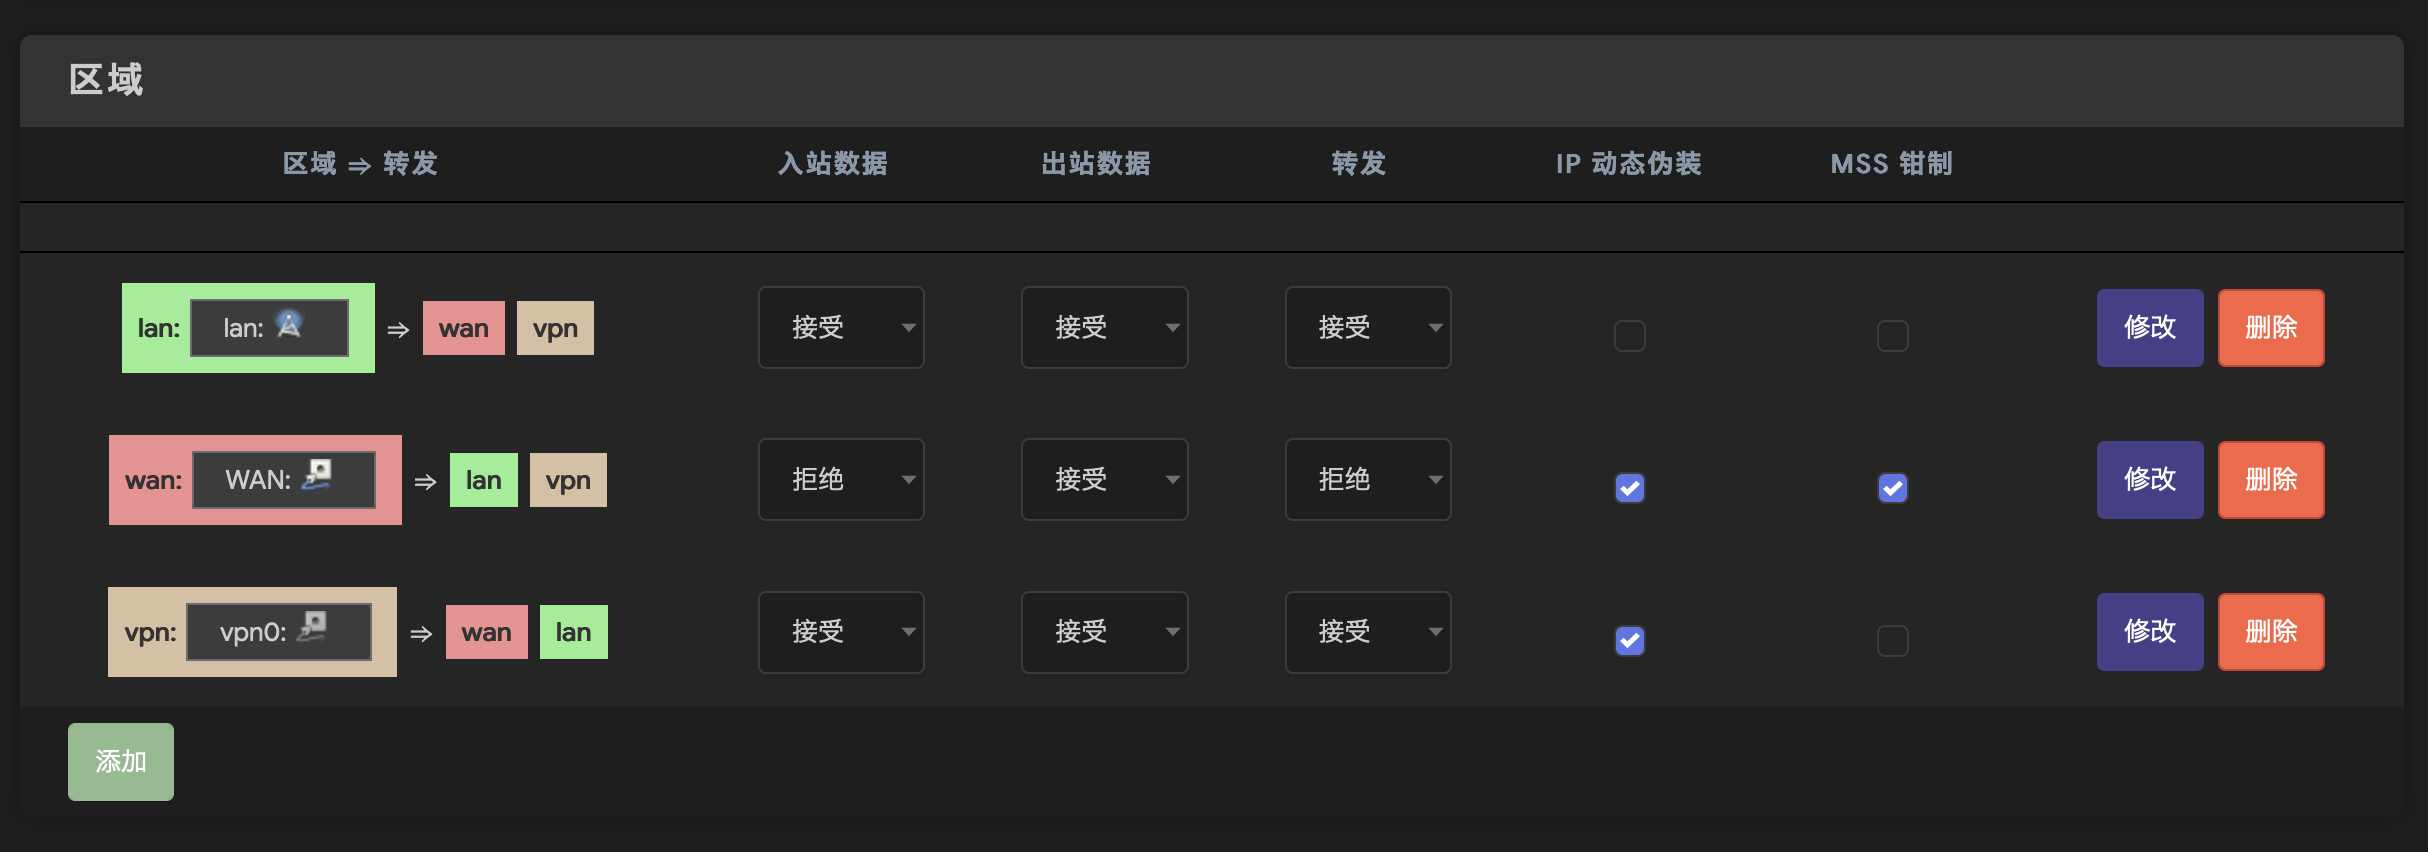 区域
区域 ⇒ 转发 入站数据 出站数据 转发 IP 动态伪装 MSS 钳制
lan: lan: ⇒ wan vpn 接受 接受 接受 修改 删除
wan: WAN: ⇒ lan vpn 拒绝 接受 拒绝 修改 删除
vpn: vpn0: ⇒ wan lan 接受 接受 接受 修改 删除
添加